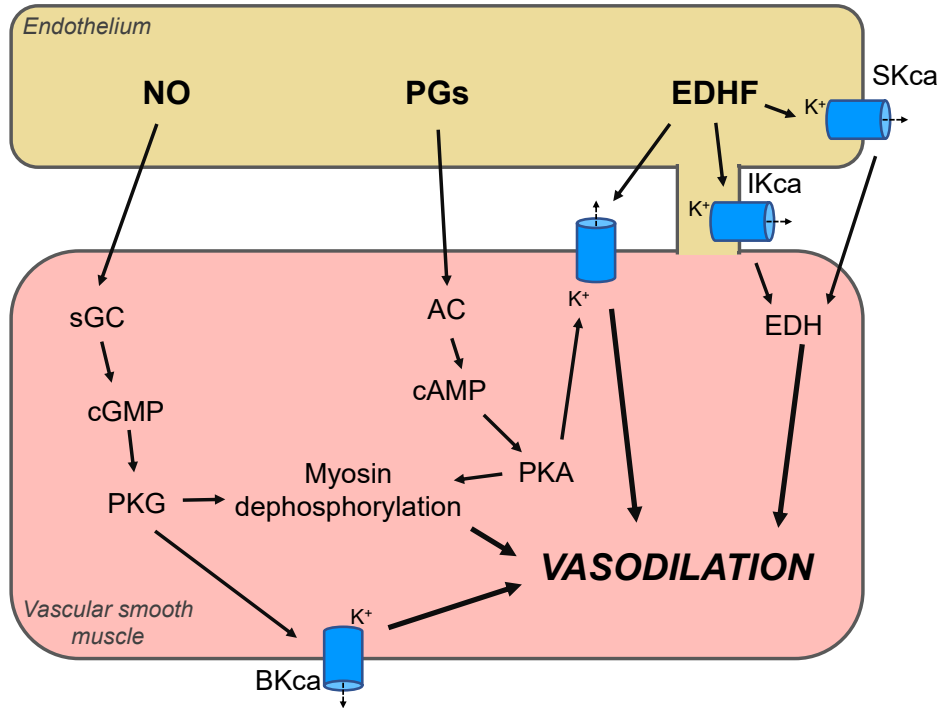 Endothelium
NO
PGs
EDHF
SKca
K⁺
IKca
K⁺
K⁺
sGC
AC
EDH
cGMP
cAMP
PKG
Myosin
dephosphorylation
PKA
VASODILATION
Vascular smooth
muscle
K⁺
BKca